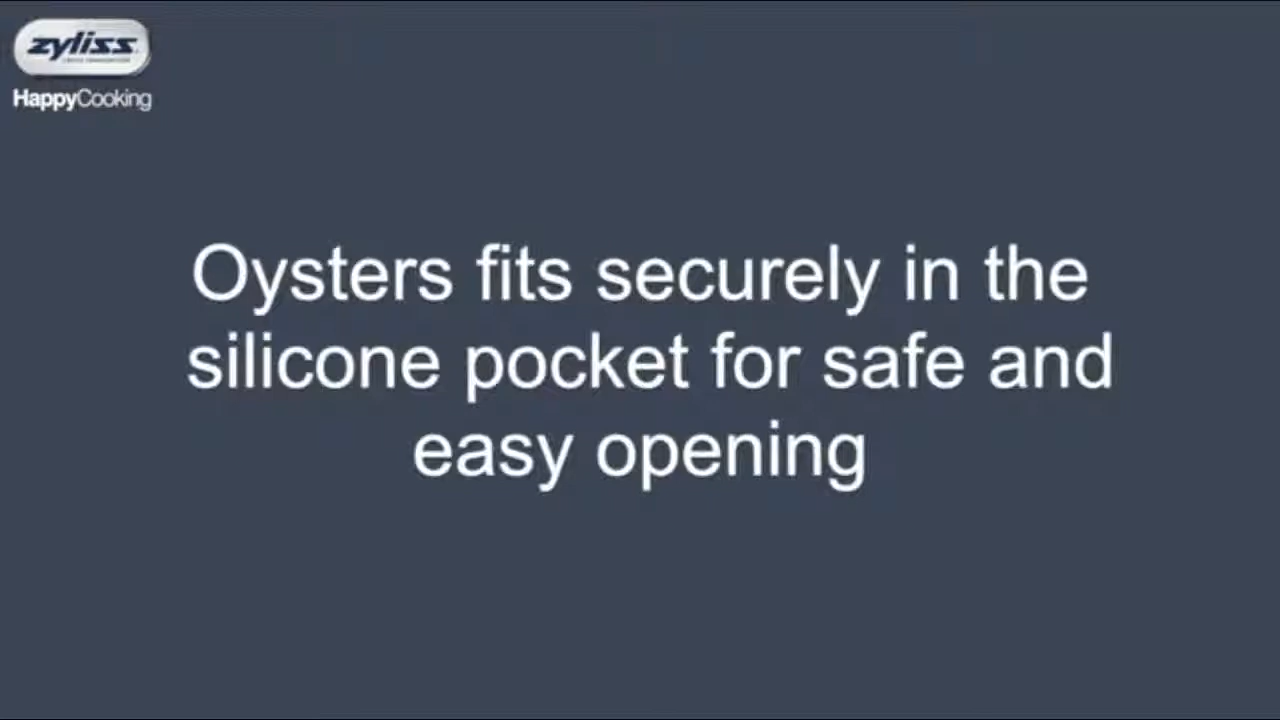 zyliss
HappyCooking
Oysters fits securely in the
silicone pocket for safe and
easy opening